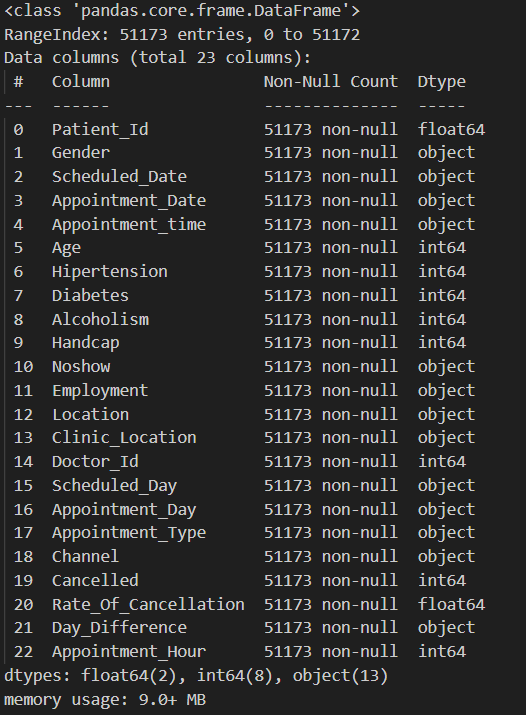 <class 'pandas.core.frame.DataFrame'>
RangeIndex: 51173 entries, 0 to 51172
Data columns (total 23 columns):
 #   Column                Non-Null Count  Dtype
---  ------                --------------  -----
 0   Patient_Id            51173 non-null  float64
 1   Gender                51173 non-null  object
 2   Scheduled_Date        51173 non-null  object
 3   Appointment_Date      51173 non-null  object
 4   Appointment_time      51173 non-null  object
 5   Age                   51173 non-null  int64
 6   Hipertension          51173 non-null  int64
 7   Diabetes              51173 non-null  int64
 8   Alcoholism            51173 non-null  int64
 9   Handcap               51173 non-null  int64
 10  Noshow                51173 non-null  object
 11  Employment            51173 non-null  object
 12  Location              51173 non-null  object
 13  Clinic_Location       51173 non-null  object
 14  Doctor_Id             51173 non-null  int64
 15  Scheduled_Day         51173 non-null  object
 16  Appointment_Day       51173 non-null  object
 17  Appointment_Type      51173 non-null  object
 18  Channel               51173 non-null  object
 19  Cancelled             51173 non-null  int64
 20  Rate_Of_Cancellation  51173 non-null  float64
 21  Day_Difference        51173 non-null  object
 22  Appointment_Hour      51173 non-null  int64
dtypes: float64(2), int64(8), object(13)
memory usage: 9.0+ MB